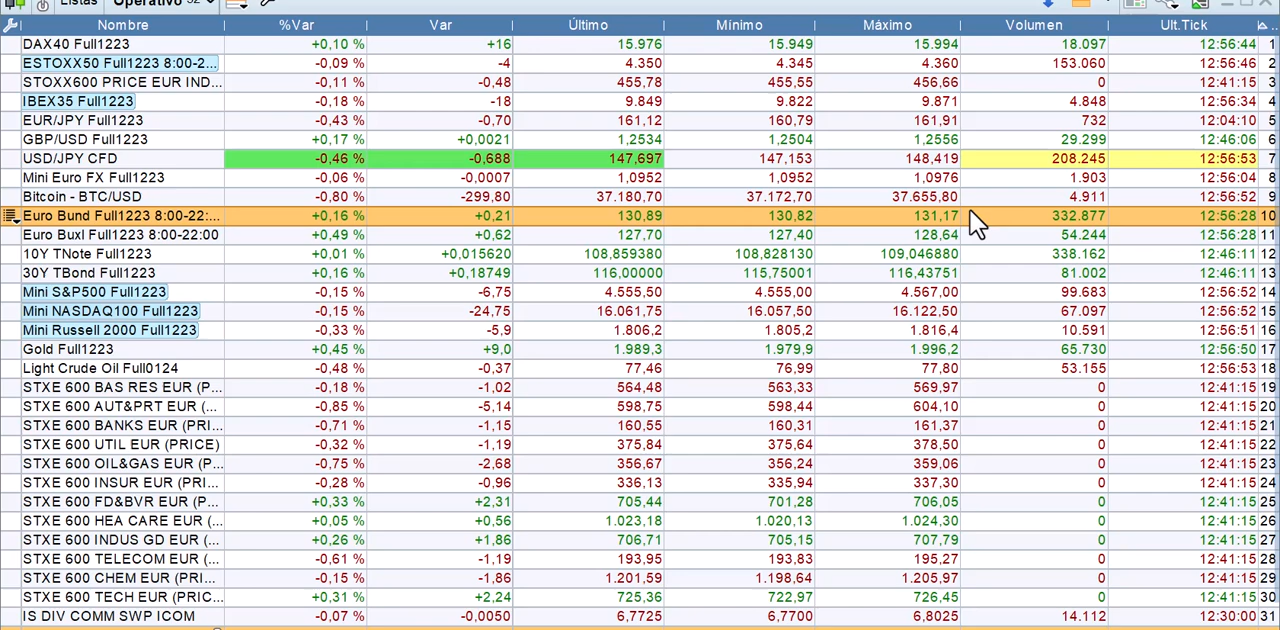 Listas Operativo 32
Nombre %Var Var Último Mínimo Máximo Volumen Ult.Tick
DAX40 Full1223 +0,10 % +16 15.976 15.949 15.994 18.097 12:56:44 1
ESTOXX50 Full1223 8:00-2... -0,09 % -4 4.350 4.345 4.360 153.060 12:56:46 2
STOXX600 PRICE EUR IND... -0,11 % -0,48 455,78 455,55 456,66 0 12:41:15 3
IBEX35 Full1223 -0,18 % -18 9.849 9.822 9.871 4.848 12:56:34 4
EUR/JPY Full1223 -0,43 % -0,70 161,12 160,79 161,91 732 12:04:10 5
GBP/USD Full1223 +0,17 % +0,0021 1,2534 1,2504 1,2556 29.299 12:46:06 6
USD/JPY CFD -0,46 % -0,688 147,697 147,153 148,419 208.245 12:56:53 7
Mini Euro FX Full1223 -0,06 % -0,0007 1,0952 1,0952 1,0976 1.903 12:56:04 8
Bitcoin - BTC/USD -0,80 % -299,80 37.180,70 37.172,70 37.655,80 4.911 12:56:52 9
Euro Bund Full1223 8:00-22:... +0,16 % +0,21 130,89 130,82 131,17 332.877 12:56:28 10
Euro Buxl Full1223 8:00-22:00 +0,49 % +0,62 127,70 127,40 128,64 54.244 12:56:28 11
10Y TNote Full1223 +0,01 % +0,015620 108,859380 108,828130 109,046880 338.162 12:46:11 12
30Y TBond Full1223 +0,16 % +0,18749 116,00000 115,75001 116,43751 81.002 12:46:11 13
Mini S&P500 Full1223 -0,15 % -6,75 4.555,50 4.555,00 4.567,00 99.683 12:56:52 14
Mini NASDAQ100 Full1223 -0,15 % -24,75 16.061,75 16.057,50 16.122,50 67.097 12:56:52 15
Mini Russell 2000 Full1223 -0,33 % -5,9 1.806,2 1.805,2 1.816,4 10.591 12:56:51 16
Gold Full1223 +0,45 % +9,0 1.989,3 1.979,9 1.996,2 65.730 12:56:50 17
Light Crude Oil Full0124 -0,48 % -0,37 77,46 76,99 77,80 53.155 12:56:53 18
STXE 600 BAS RES EUR (P... -0,18 % -1,02 564,48 563,33 569,97 0 12:41:15 19
STXE 600 AUT&PRT EUR (... -0,85 % -5,14 598,75 598,44 604,10 0 12:41:15 20
STXE 600 BANKS EUR (PRI... -0,71 % -1,15 160,55 160,31 161,37 0 12:41:15 21
STXE 600 UTIL EUR (PRICE) -0,32 % -1,19 375,84 375,64 378,50 0 12:41:15 22
STXE 600 OIL&GAS EUR (P... -0,75 % -2,68 356,67 356,24 359,06 0 12:41:15 23
STXE 600 INSUR EUR (PRI... -0,28 % -0,96 336,13 335,94 337,30 0 12:41:15 24
STXE 600 FD&BVR EUR (P... +0,33 % +2,31 705,44 701,28 706,05 0 12:41:15 25
STXE 600 HEA CARE EUR (... +0,05 % +0,56 1.023,18 1.020,13 1.024,30 0 12:41:15 26
STXE 600 INDUS GD EUR (... +0,26 % +1,86 706,71 705,15 707,79 0 12:41:15 27
STXE 600 TELECOM EUR (... -0,61 % -1,19 193,95 193,83 195,27 0 12:41:15 28
STXE 600 CHEM EUR (PRI... -0,15 % -1,86 1.201,59 1.198,64 1.205,97 0 12:41:15 29
STXE 600 TECH EUR (PRIC... +0,31 % +2,24 725,36 722,97 726,45 0 12:41:15 30
IS DIV COMM SWP ICOM -0,07 % -0,0050 6,7725 6,7700 6,8025 14.112 12:30:00 31